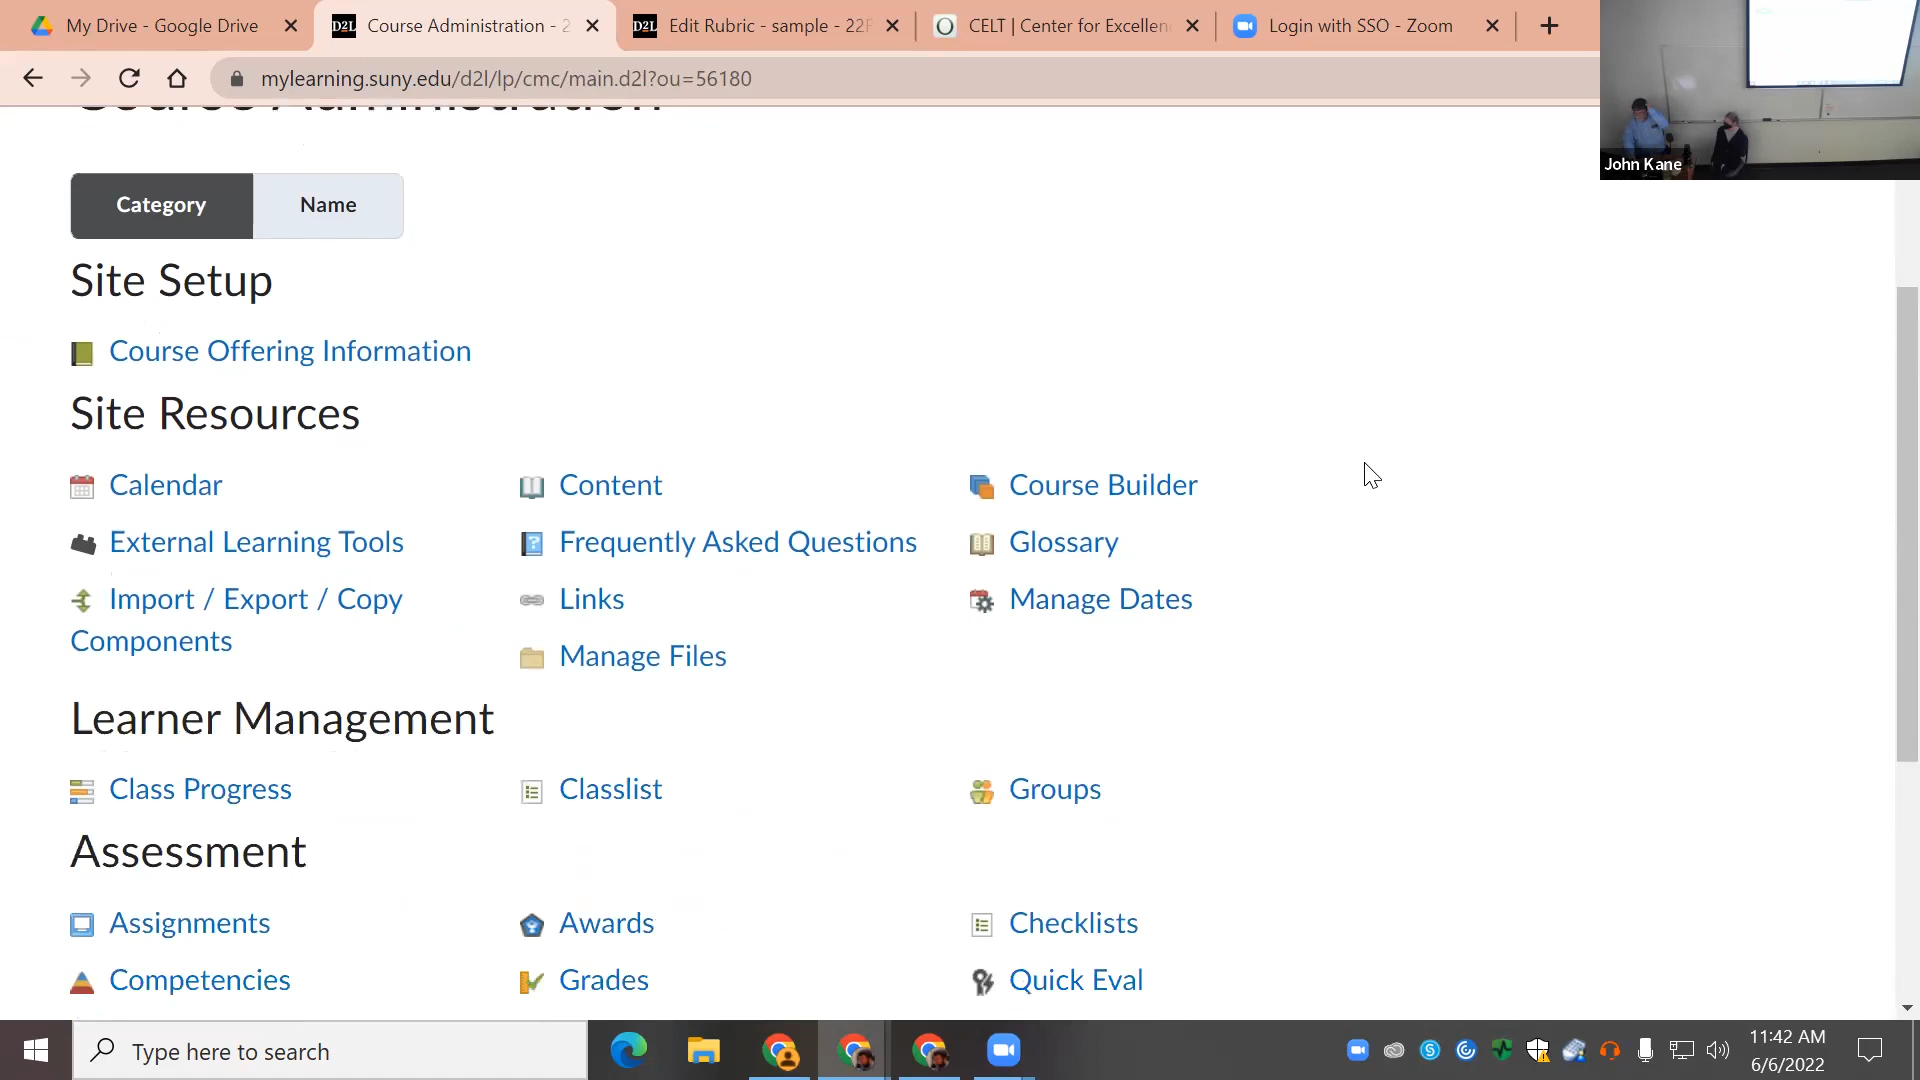 My Drive - Google Drive
Course Administration - 2
Edit Rubric - sample - 22F
CELT | Center for Excellen
Login with SSO - Zoom
mylearning.suny.edu/d2l/lp/cmc/main.d2l?ou=56180
John Kane
Course Administration
Category Name
Site Setup
Course Offering Information
Site Resources
Calendar Content Course Builder
External Learning Tools Frequently Asked Questions Glossary
Import / Export / Copy Links Manage Dates
Components
Manage Files
Learner Management
Class Progress Classlist Groups
Assessment
Assignments Awards Checklists
Competencies Grades Quick Eval
Type here to search
11:42 AM
6/6/2022